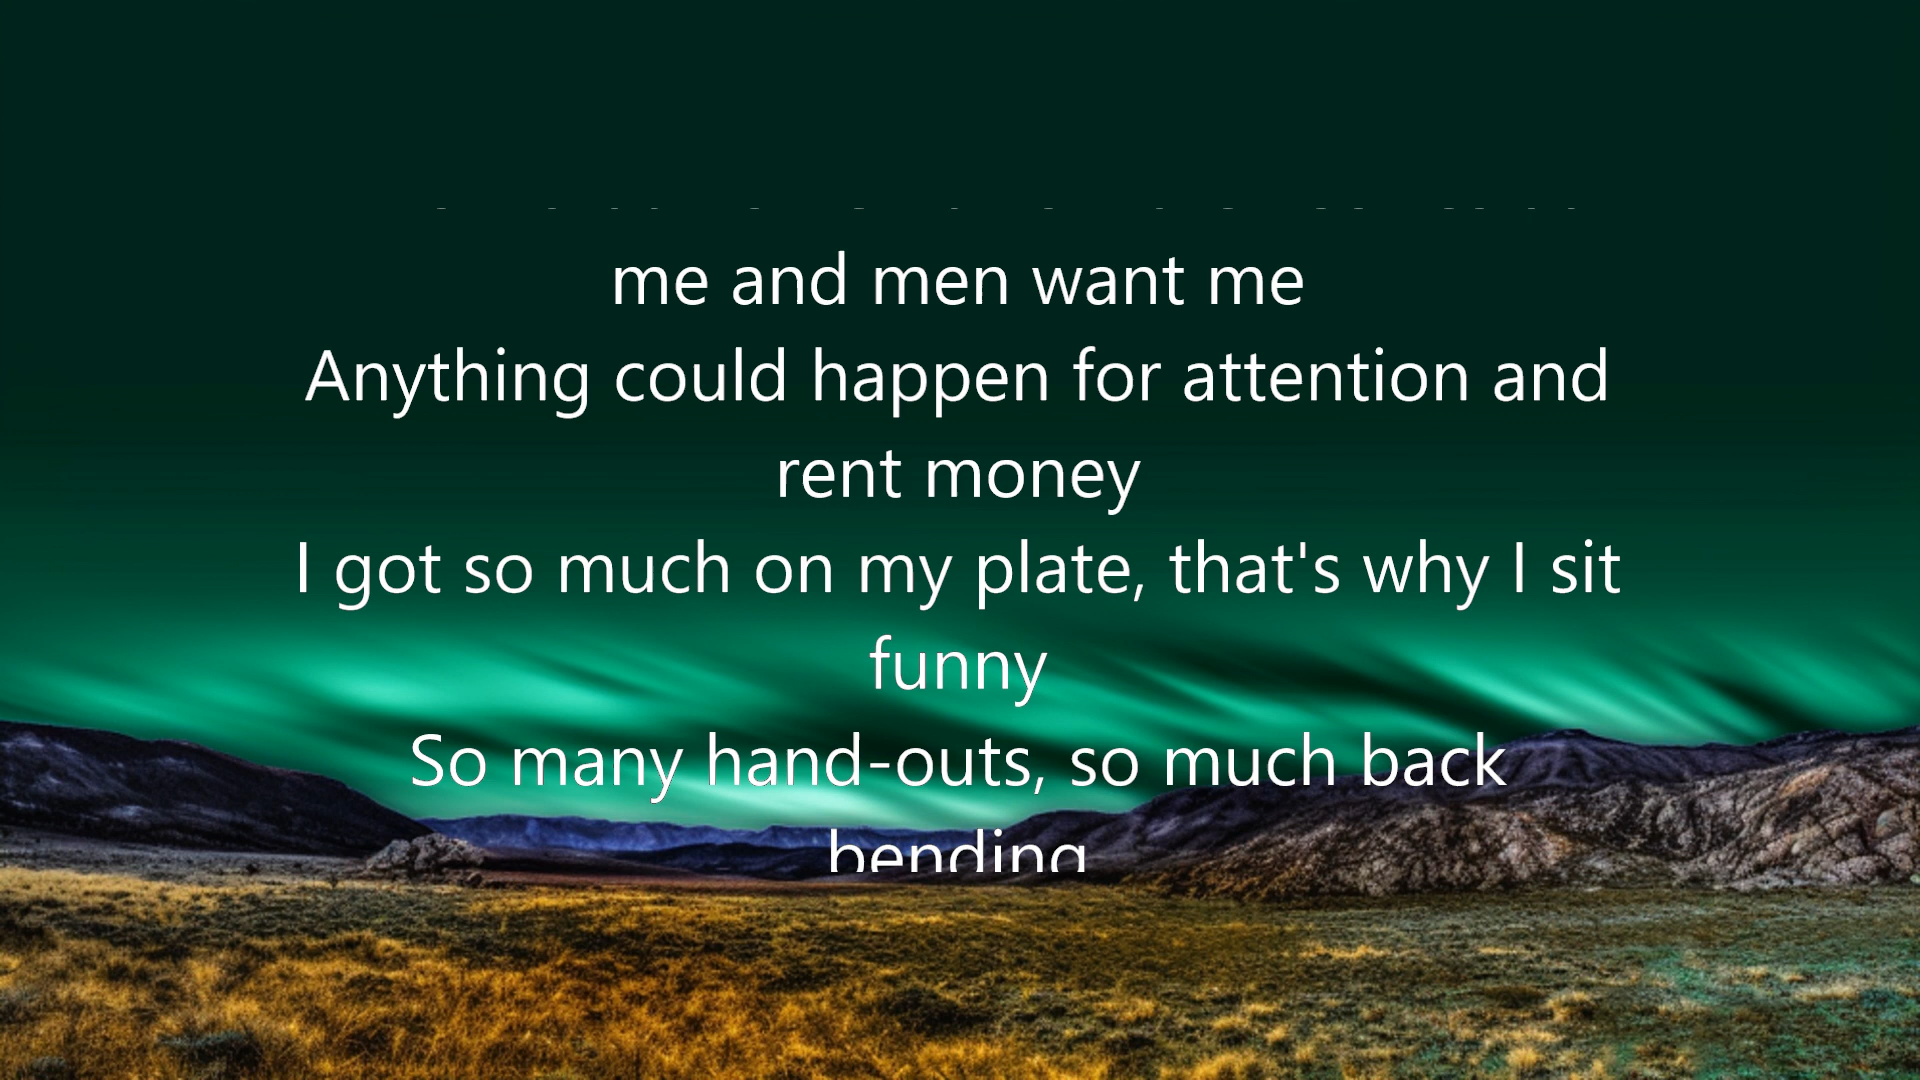 me and men want me
Anything could happen for attention and
rent money
I got so much on my plate, that's why I sit
funny
So many hand-outs, so much back
bending